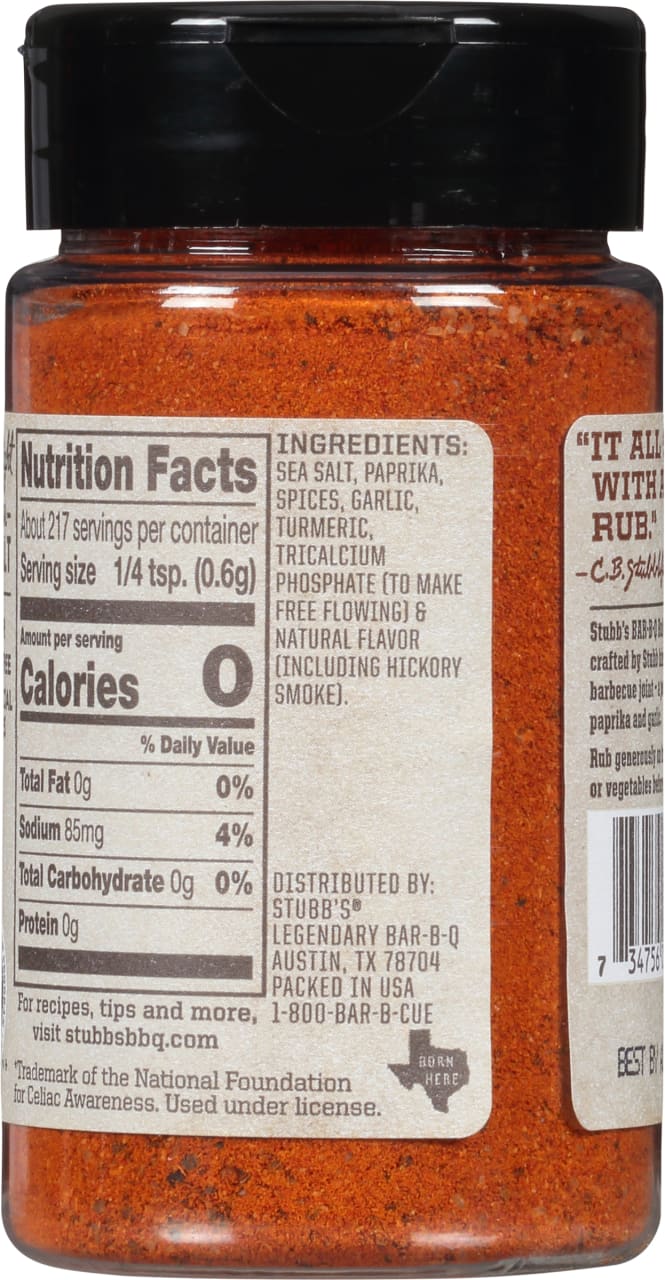 Nutrition Facts
About 217 servings per container
Serving size 1/4 tsp. (0.6g)
Amount per serving
Calories 0
% Daily Value
Total Fat 0g 0%
Sodium 85mg 4%
Total Carbohydrate 0g 0%
Protein 0g
For recipes, tips and more,
visit stubbsbbq.com
*Trademark of the National Foundation
for Celiac Awareness. Used under license.
INGREDIENTS:
SEA SALT, PAPRIKA,
SPICES, GARLIC,
TURMERIC,
TRICALCIUM
PHOSPHATE (TO MAKE
FREE FLOWING) &
NATURAL FLAVOR
(INCLUDING HICKORY
SMOKE).
DISTRIBUTED BY:
STUBB'S®
LEGENDARY BAR-B-Q
AUSTIN, TX 78704
PACKED IN USA
1-800-BAR-B-CUE
BORN
HERE
"IT ALL
WITH
RUB."
-C.B. Stubb
Stubb's BAR-B-Q
crafted by Stubb
barbecue joint - 
paprika and garlic
Rub generously
or vegetables
7 34756
BEST BY